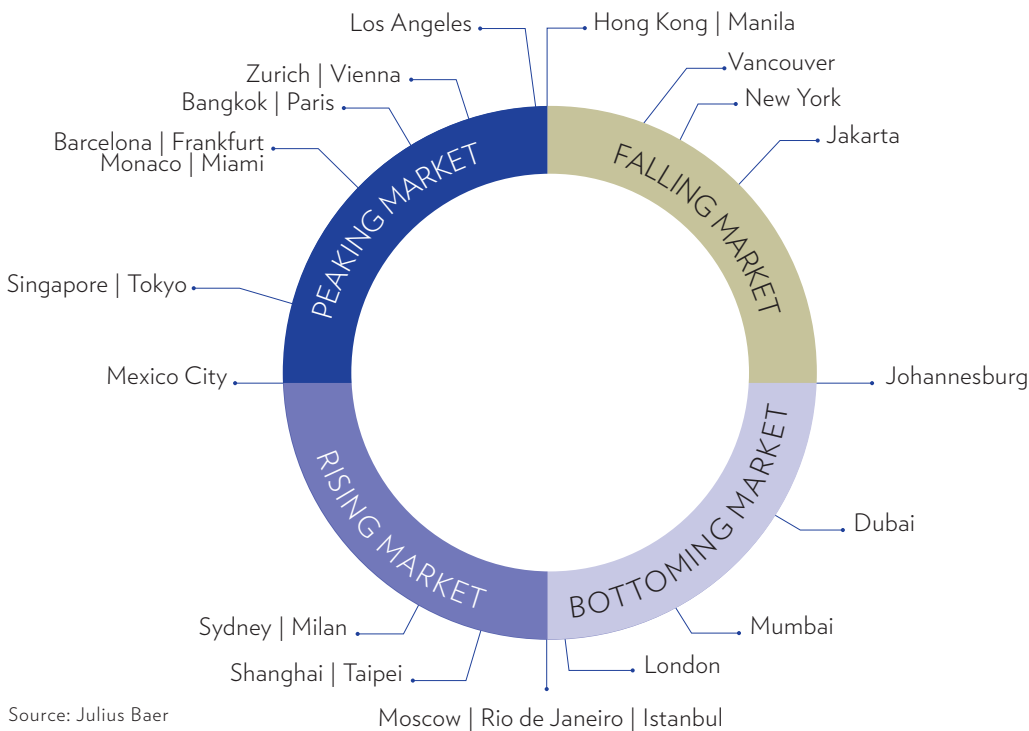 Los Angeles
Hong Kong | Manila
Zurich | Vienna
Vancouver
Bangkok | Paris
New York
Barcelona | Frankfurt
Monaco | Miami
Jakarta
PEAKING MARKET
FALLING MARKET
Singapore | Tokyo
Mexico City
Johannesburg
RISING MARKET
BOTTOMING MARKET
Dubai
Sydney | Milan
Mumbai
Shanghai | Taipei
London
Moscow | Rio de Janeiro | Istanbul
Source: Julius Baer